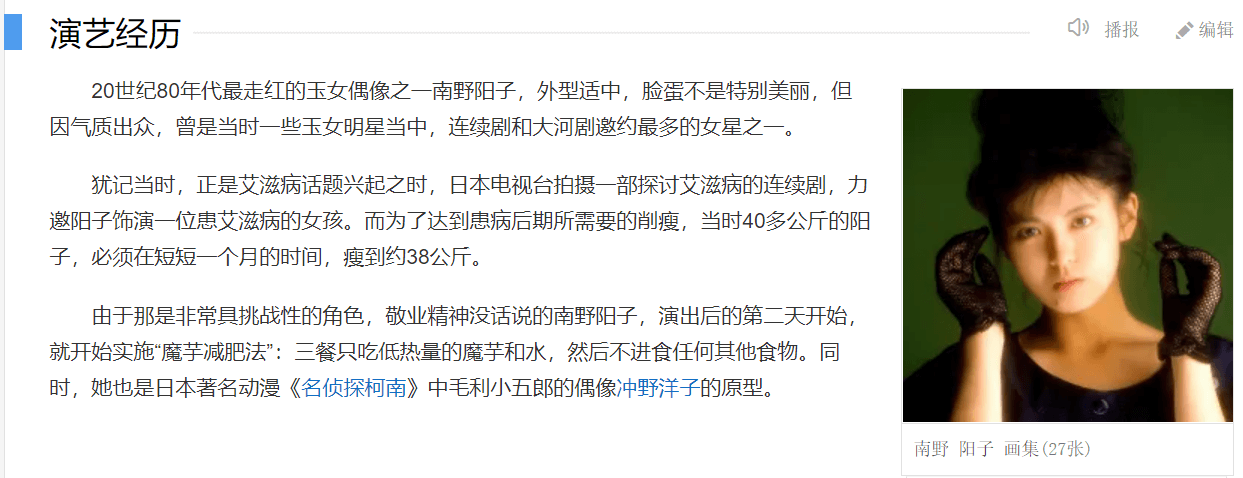 演艺经历
播报
编辑
20世纪80年代最走红的玉女偶像之一南野阳子，外型适中，脸蛋不是特别美丽，但
因气质出众，曾是当时一些玉女明星当中，连续剧和大河剧邀约最多的女星之一。
犹记当时，正是艾滋病话题兴起之时，日本电视台拍摄一部探讨艾滋病的连续剧，力
邀阳子饰演一位患艾滋病的女孩。而为了达到患病后期所需要的削瘦，当时40多公斤的阳
子，必须在短短一个月的时间，瘦到约38公斤。
由于那是非常具挑战性的角色，敬业精神没话说的南野阳子，演出后的第二天开始，
就开始实施“魔芋减肥法”：三餐只吃低热量的魔芋和水，然后不进食任何其他食物。同
时，她也是日本著名动漫《名侦探柯南》中毛利小五郎的偶像冲野洋子的原型。
南野 阳子 画集(27张)